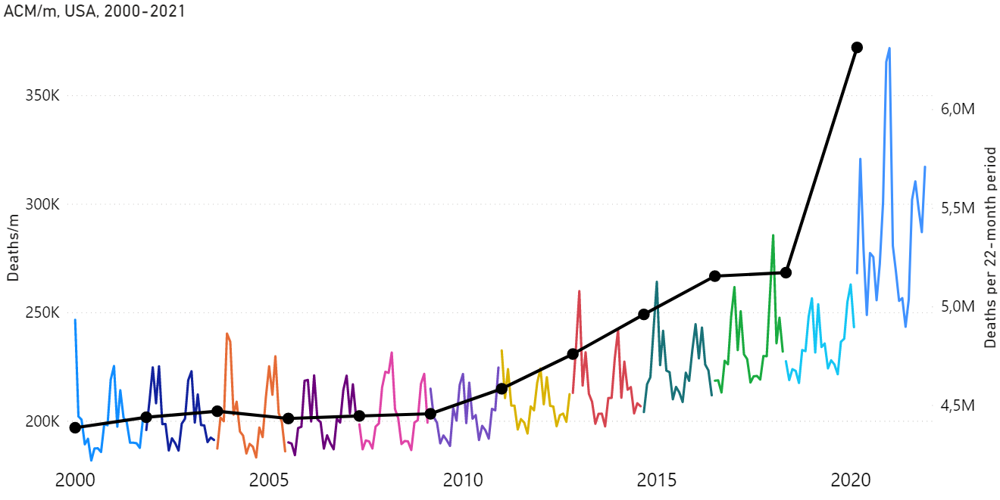 ACM/m, USA, 2000-2021
350K
300K
250K
200K
Deaths/m
6,0M
5,5M
5,0M
4,5M
Deaths per 22-month period
2000
2005
2010
2015
2020